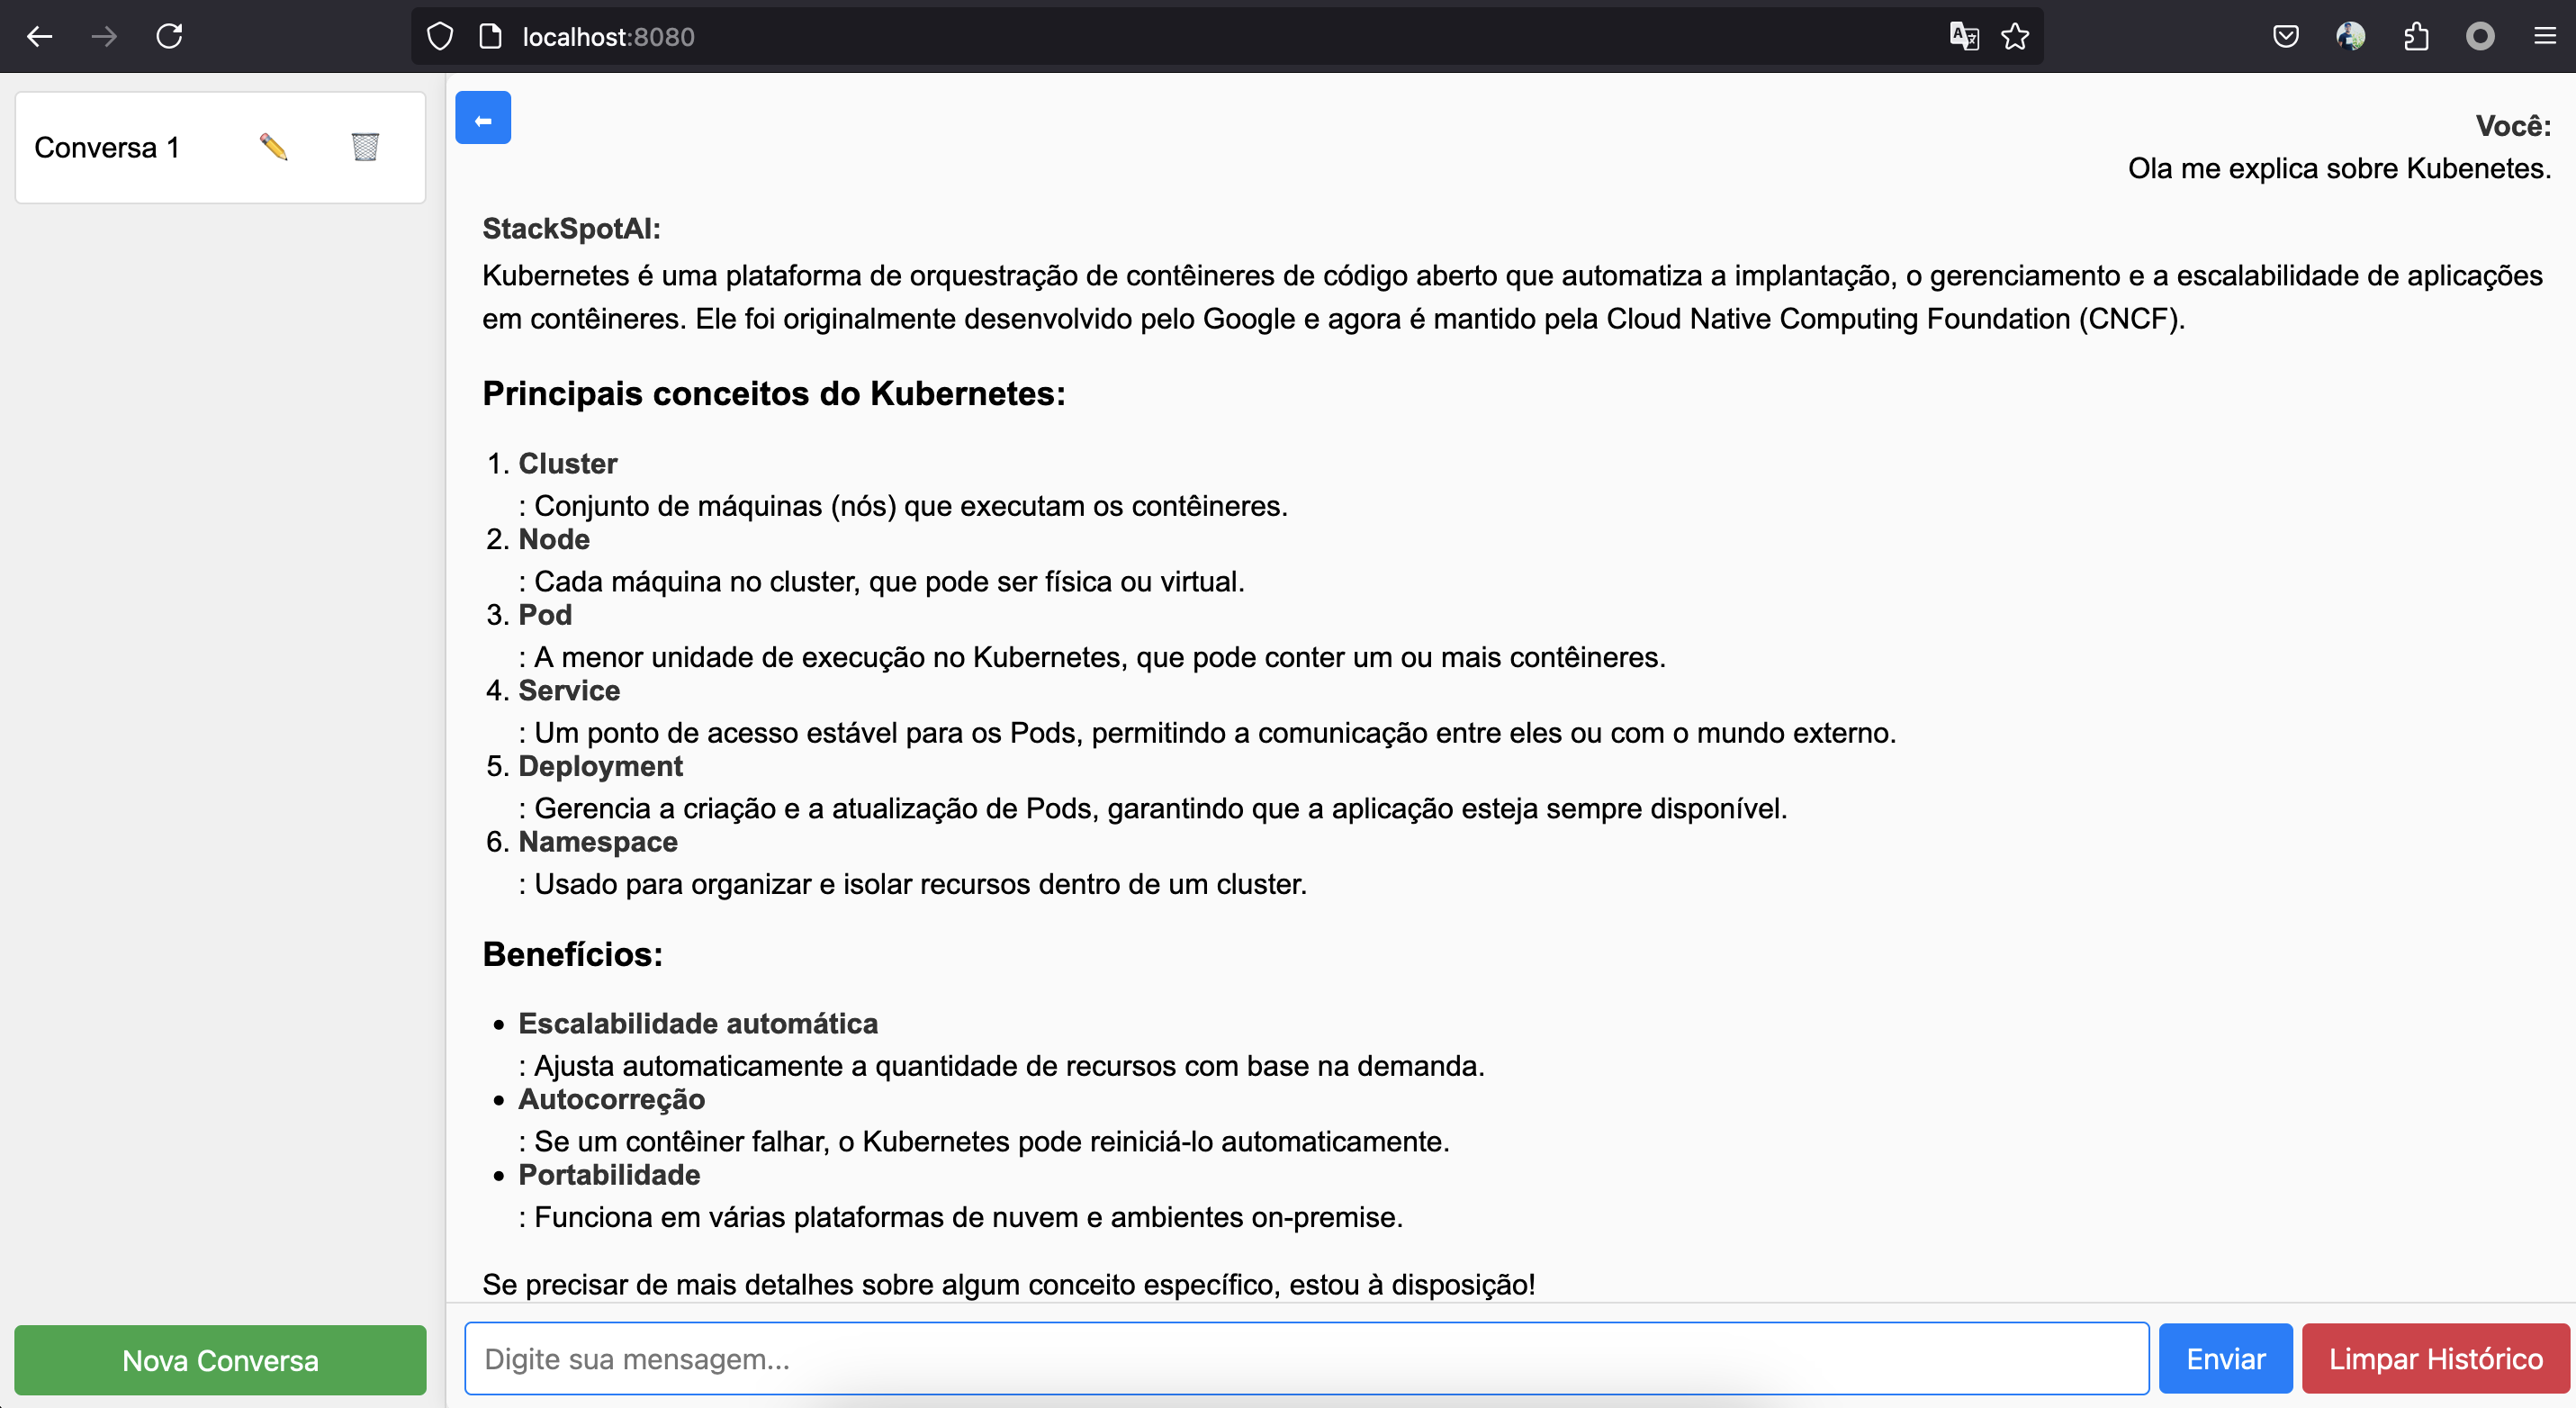 localhost:8080
Conversa 1
Você:
Ola me explica sobre Kubenetes.
StackSpotAI:
Kubernetes é uma plataforma de orquestração de contêineres de código aberto que automatiza a implantação, o gerenciamento e a escalabilidade de aplicações
em contêineres. Ele foi originalmente desenvolvido pelo Google e agora é mantido pela Cloud Native Computing Foundation (CNCF).
Principais conceitos do Kubernetes:
1. Cluster
: Conjunto de máquinas (nós) que executam os contêineres.
2. Node
: Cada máquina no cluster, que pode ser física ou virtual.
3. Pod
: A menor unidade de execução no Kubernetes, que pode conter um ou mais contêineres.
4. Service
: Um ponto de acesso estável para os Pods, permitindo a comunicação entre eles ou com o mundo externo.
5. Deployment
: Gerencia a criação e a atualização de Pods, garantindo que a aplicação esteja sempre disponível.
6. Namespace
: Usado para organizar e isolar recursos dentro de um cluster.
Benefícios:
• Escalabilidade automática
: Ajusta automaticamente a quantidade de recursos com base na demanda.
• Autocorreção
: Se um contêiner falhar, o Kubernetes pode reiniciá-lo automaticamente.
• Portabilidade
: Funciona em várias plataformas de nuvem e ambientes on-premise.
Se precisar de mais detalhes sobre algum conceito específico, estou à disposição!
Nova Conversa
Digite sua mensagem...
Enviar
Limpar Histórico